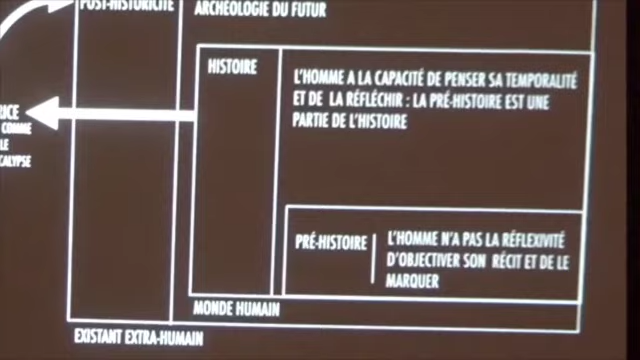 POST-HISTORICITÉ
ARCHÉOLOGIE DU FUTUR
HISTOIRE
L'HOMME A LA CAPACITÉ DE PENSER SA TEMPORALITÉ
ET DE LA RÉFLÉCHIR : LA PRÉ-HISTOIRE EST UNE
PARTIE DE L'HISTOIRE
RICE
COMME
LE
CALYPSE
PRÉ-HISTOIRE
L'HOMME N'A PAS LA RÉFLEXIVITÉ
D'OBJECTIVER SON RÉCIT ET DE LE
MARQUER
MONDE HUMAIN
EXISTANT EXTRA-HUMAIN